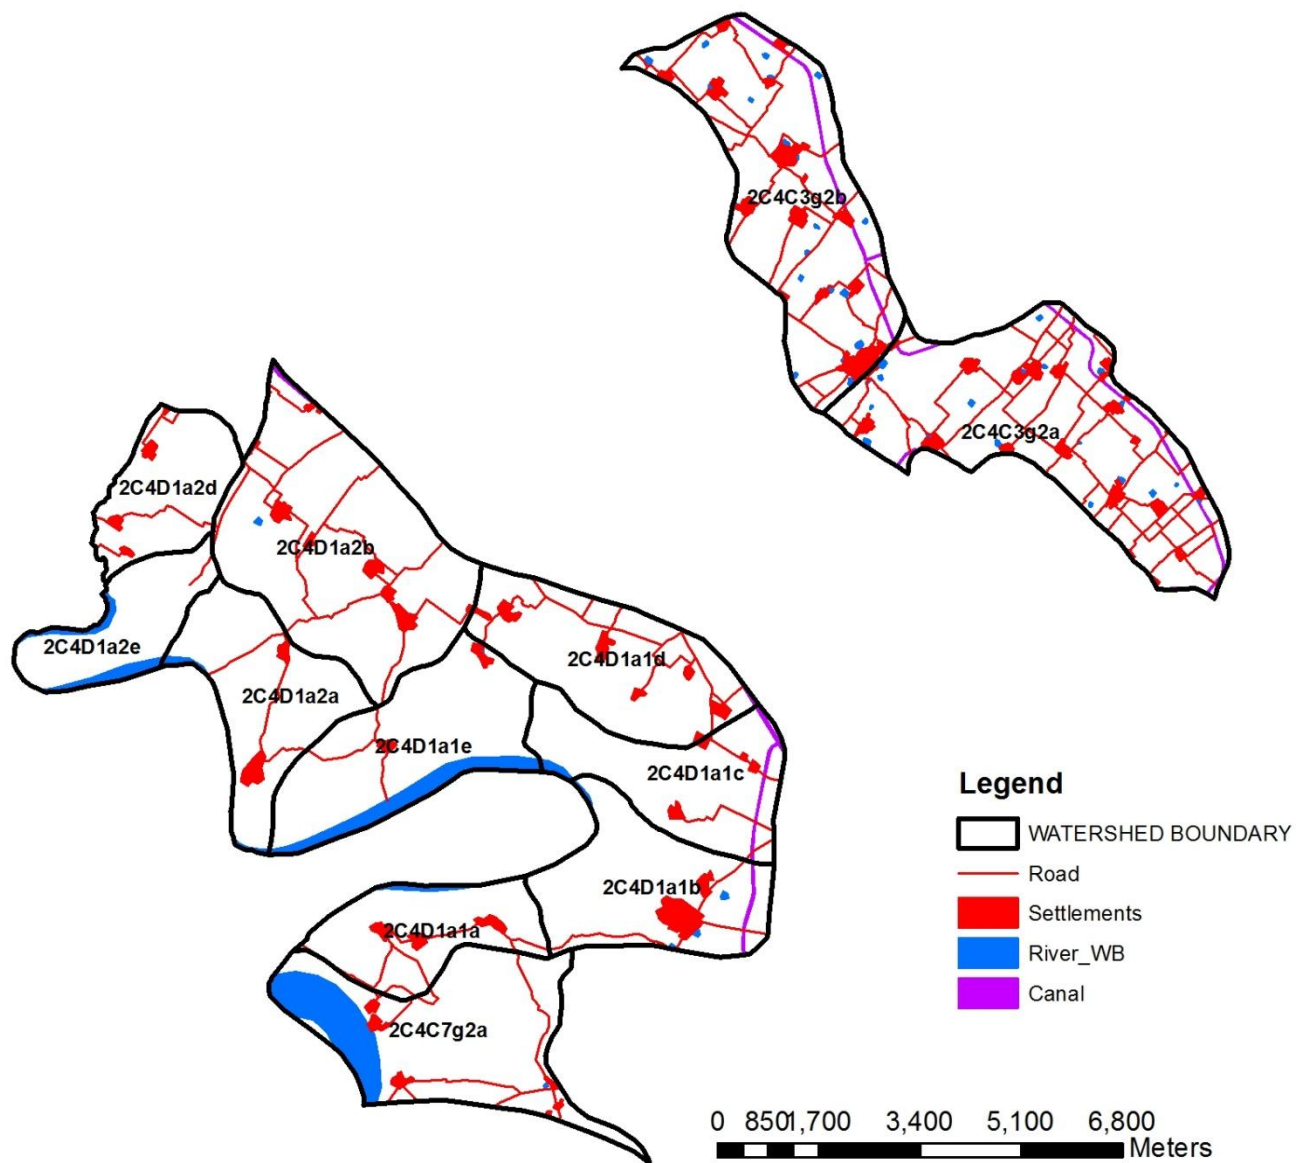 2C4C3g2b
2C4C3g2a
2C4D1a2d
2C4D1a2b
2C4D1a2e
2C4D1a1d
2C4D1a2a
2C4D1a1e
2C4D1a1c
2C4D1a1b
2C4D1a1a
2C4C7g2a
Legend
WATERSHED BOUNDARY
Road
Settlements
River_WB
Canal
0 850 1,700 3,400 5,100 6,800
Meters